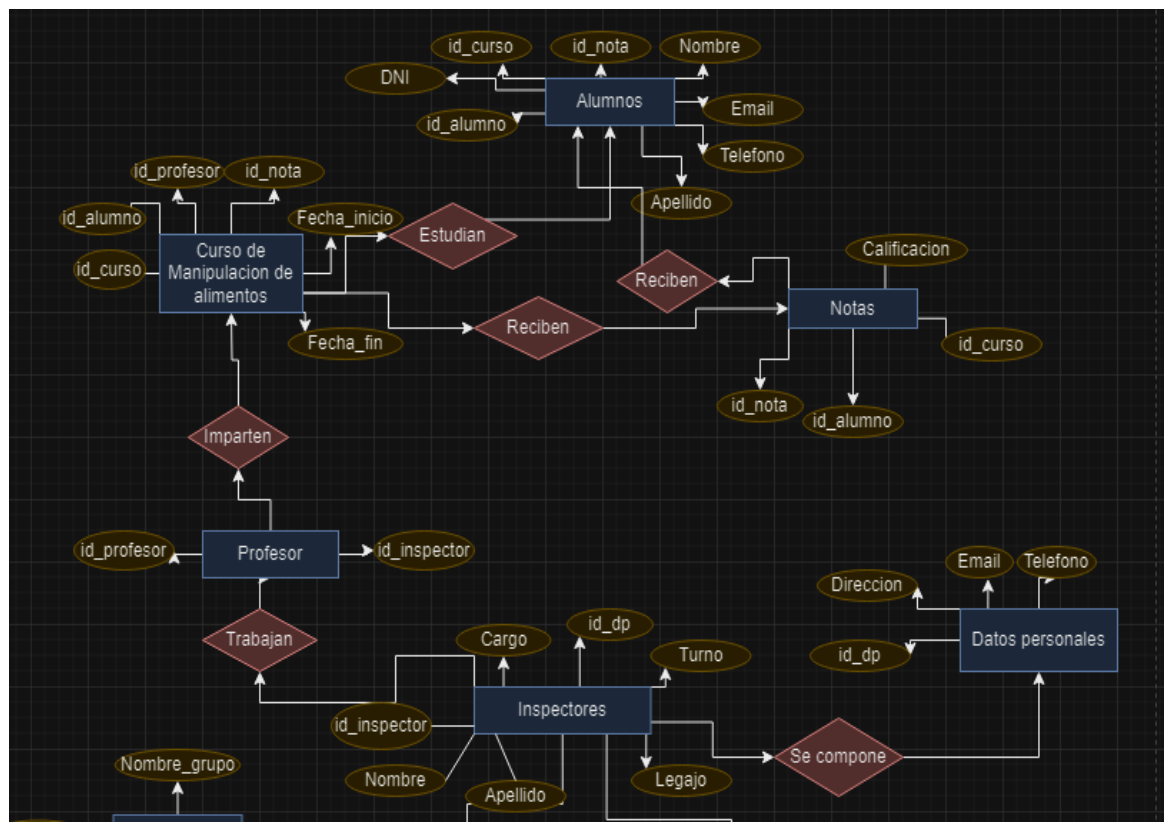 id_curso
id_nota
Nombre
DNI
Alumnos
Email
id_alumno
Telefono
id_profesor
id_nota
Apellido
id_alumno
Fecha_inicio
Estudian
Curso de
Manipulacion de
alimentos
Calificacion
id_curso
Reciben
Notas
Reciben
Fecha_fin
id_curso
id_nota
id_alumno
Imparten
id_profesor
Profesor
id_inspector
Email
Telefono
Direccion
Trabajan
Cargo
id_dp
Datos personales
Turno
id_dp
id_inspector
Inspectores
Se compone
Nombre_grupo
Nombre
Apellido
Legajo